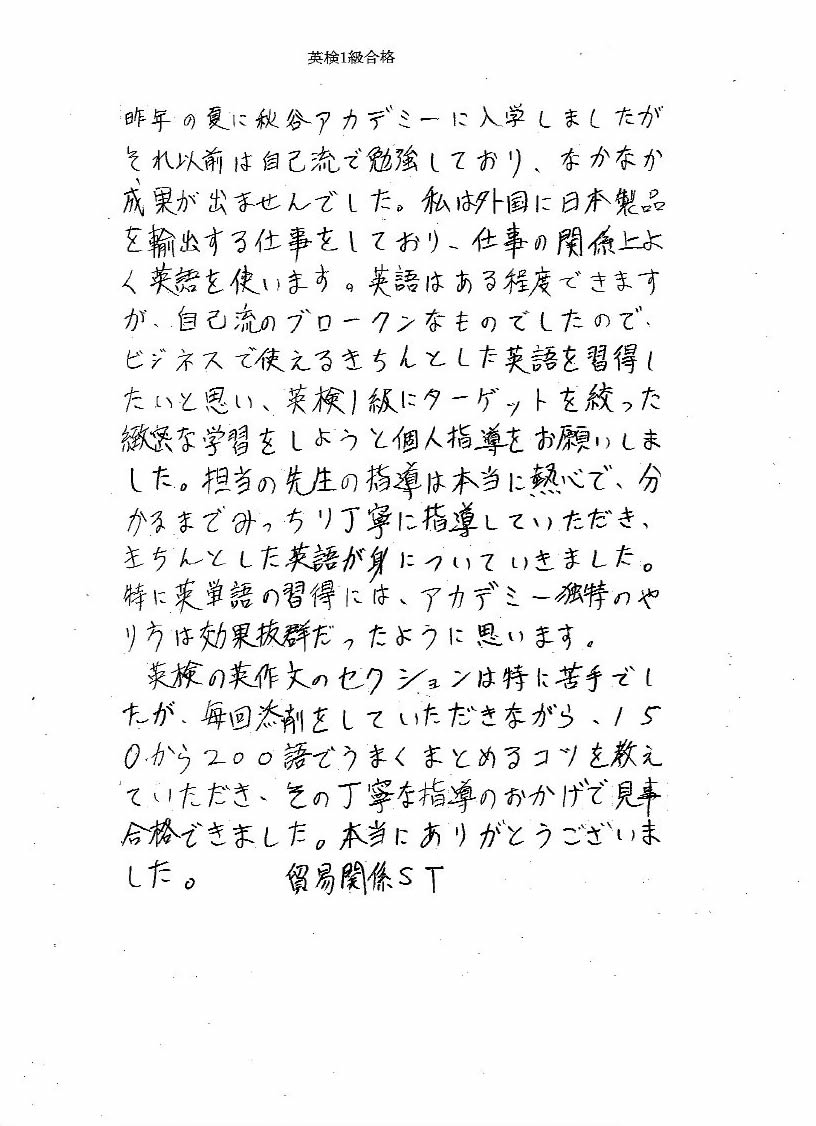 英検1級合格
昨年の夏に秋谷アカデミーに入学しましたが
それ以前は自己流で勉強しており、なかなか
成果が出ませんでした。私は外国に日本製品
を輸出する仕事をしており、仕事の関係上よ
く英語を使います。英語はある程度できます
が、自己流のブロークンなものでしたので、
ビジネスで使えるきちんとした英語を習得し
たいと思い、英検1級にターゲットを絞った
緻密な学習をしようと個人指導をお願いしま
した。担当の先生の指導は本当に熱心で、分
かるまでみっちり丁寧に指導していただき、
きちんとした英語が身についていきました。
特に英単語の習得には、アカデミー独特のや
り方は効果抜群だったように思います。
英検の英作文のセクションは特に苦手でし
たが、毎回添削をしていただきながら、15
0から200語でうまくまとめるコツを教え
ていただき、その丁寧な指導のおかげで見事
合格できました。本当にありがとうございま
した。 貿易関係ST